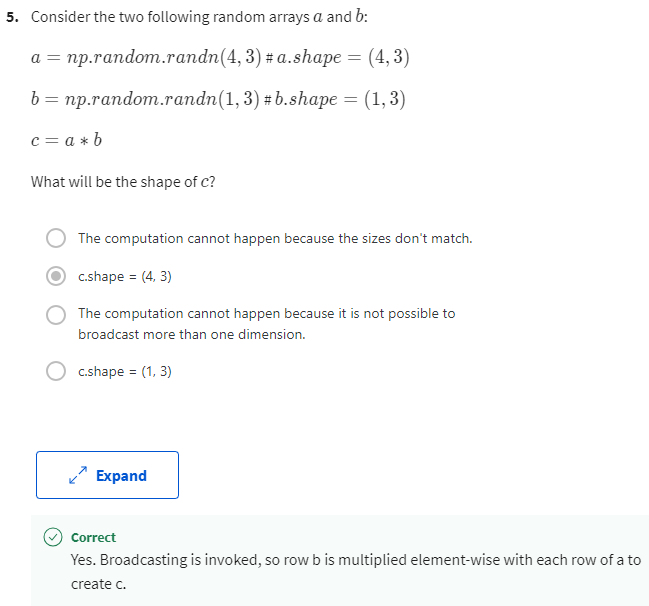 5. Consider the two following random arrays a and b:
a = np.random.randn(4, 3) # a.shape = (4, 3)
b = np.random.randn(1, 3) # b.shape = (1, 3)
c = a * b
What will be the shape of c?
The computation cannot happen because the sizes don't match.
c.shape = (4, 3)
The computation cannot happen because it is not possible to
broadcast more than one dimension.
c.shape = (1, 3)
Expand
Correct
Yes. Broadcasting is invoked, so row b is multiplied element-wise with each row of a to
create c.